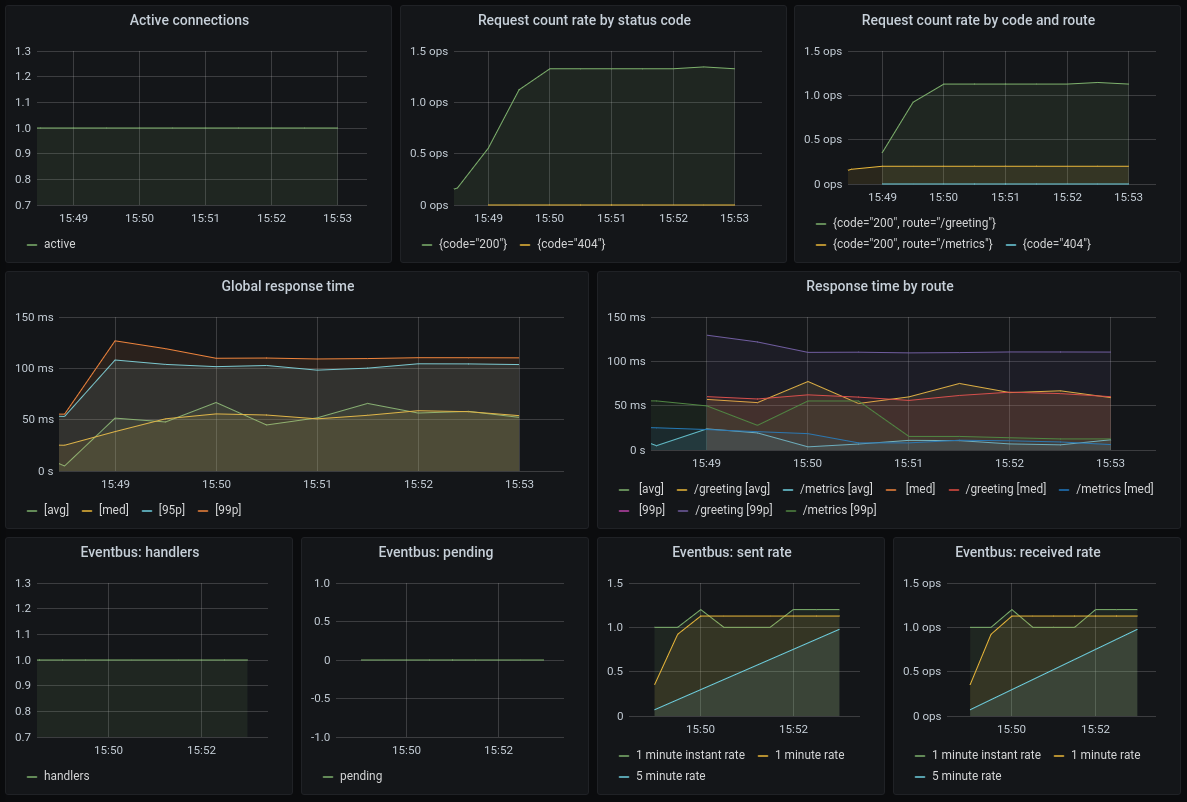 Active connections
1.3
1.2
1.1
1.0
0.9
0.8
0.7
15:49 15:50 15:51 15:52 15:53
active
Request count rate by status code
1.5 ops
1.0 ops
0.5 ops
0 ops
15:49 15:50 15:51 15:52 15:53
{code="200"} {code="404"}
Request count rate by code and route
1.5 ops
1.0 ops
0.5 ops
0 ops
15:49 15:50 15:51 15:52 15:53
{code="200", route="/greeting"}
{code="200", route="/metrics"} {code="404"}
Global response time
150 ms
100 ms
50 ms
0 s
15:49 15:50 15:51 15:52 15:53
[avg] [med] [95p] [99p]
Response time by route
150 ms
100 ms
50 ms
0 s
15:49 15:50 15:51 15:52 15:53
[avg] /greeting [avg] /metrics [avg] [med] /greeting [med] /metrics [med]
[99p] /greeting [99p] /metrics [99p]
Eventbus: handlers
1.3
1.2
1.1
1.0
0.9
0.8
0.7
15:50 15:52
handlers
Eventbus: pending
1.0
0.5
0
-0.5
-1.0
15:50 15:52
pending
Eventbus: sent rate
1.5
1.0
0.5
0
15:50 15:52
1 minute instant rate 1 minute rate
5 minute rate
Eventbus: received rate
1.5 ops
1.0 ops
0.5 ops
0 ops
15:50 15:52
1 minute instant rate 1 minute rate
5 minute rate